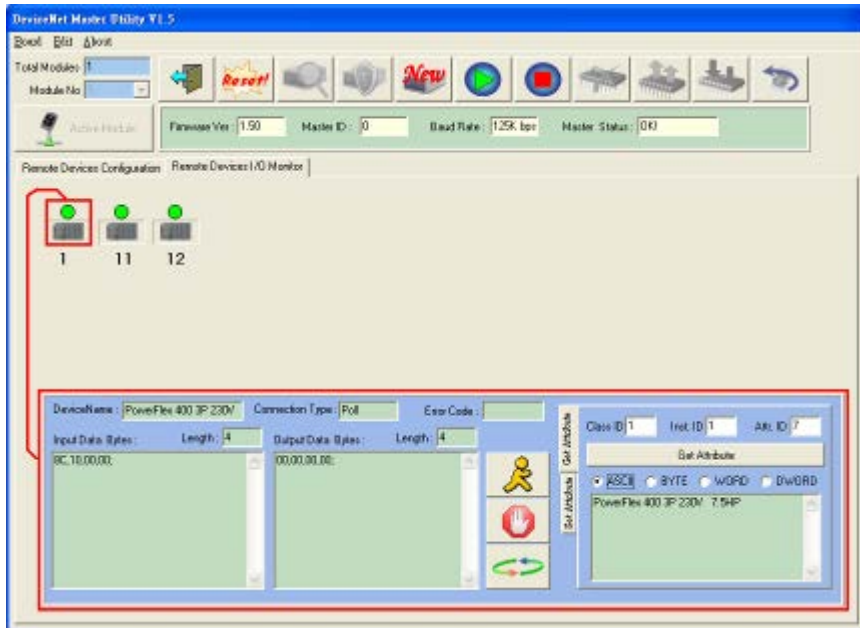 DeviceNet Master Utility V1.5
Board Edit About
Total Modules 1
Module No
Reset!
New
Active Module
Firmware Ver : 1.50 Master ID : 0 Baud Rate : 125K bps Master Status : OK!
Remote Devices Configuration Remote Devices I/O Monitor
1 11 12
DeviceName : PowerFlex 400 3P 230V Connection Type : Poll Error Code :
Input Data Bytes : Length : 4 Output Data Bytes : Length : 4
8C,10,00,00; 00,00,00,00;
Get Attribute
Set Attribute
Class ID 1 Inst. ID 1 Att. ID 7
Get Attribute
ASCII BYTE WORD DWORD
PowerFlex 400 3P 230V 7.5HP